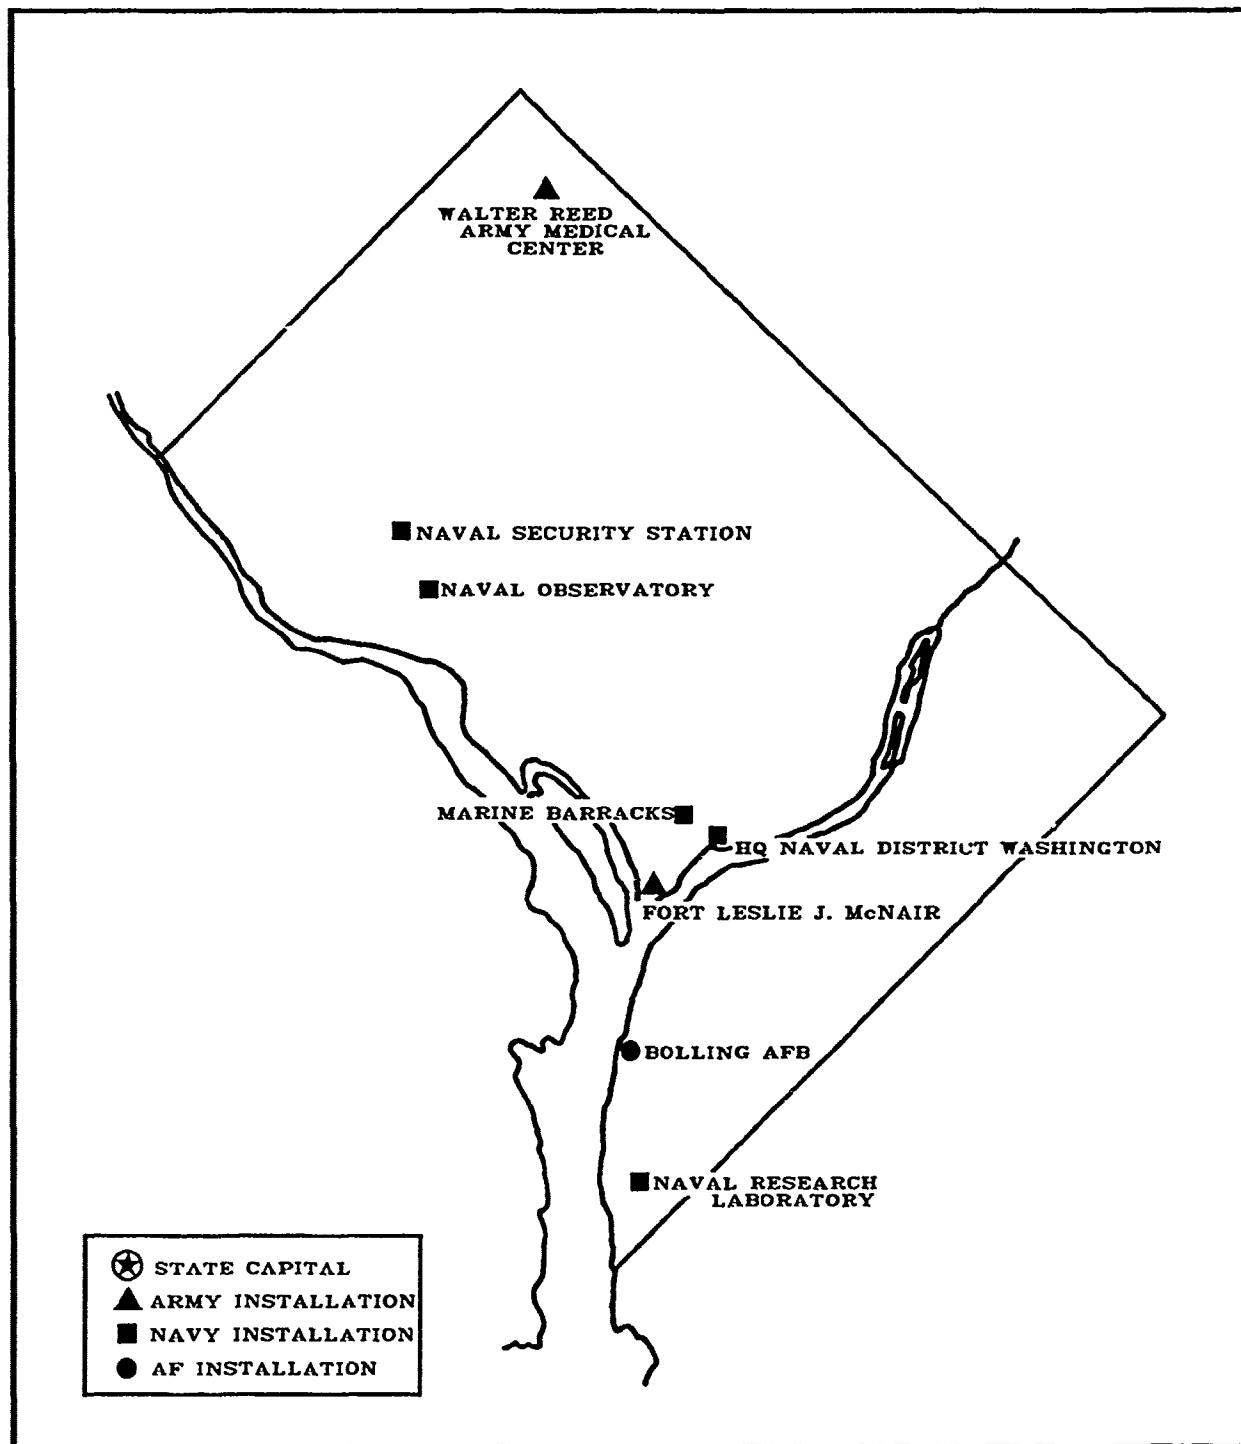 WALTER REED
ARMY MEDICAL
CENTER
NAVAL SECURITY STATION
NAVAL OBSERVATORY
MARINE BARRACKS
HQ NAVAL DISTRICT WASHINGTON
FORT LESLIE J. McNAIR
BOLLING AFB
NAVAL RESEARCH
LABORATORY
STATE CAPITAL
ARMY INSTALLATION
NAVY INSTALLATION
AF INSTALLATION